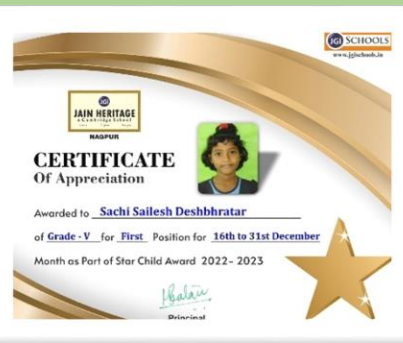 JGI SCHOOLS
www.jgischools.in
JGI
JAIN HERITAGE
a Cambridge School
NAGPUR
CERTIFICATE
Of Appreciation
Awarded to Sachi Sailesh Deshbhratar
of Grade - V for First Position for 16th to 31st December
Month as Part of Star Child Award 2022- 2023
Principal